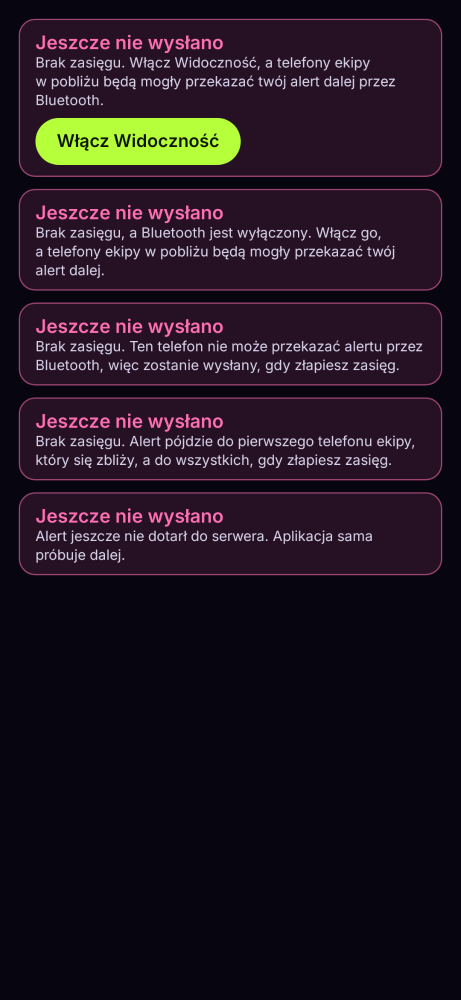 Jeszcze nie wysłano
Brak zasięgu. Włącz Widoczność, a telefony ekipy
w pobliżu będą mogły przekazać twój alert dalej przez
Bluetooth.
Włącz Widoczność
Jeszcze nie wysłano
Brak zasięgu, a Bluetooth jest wyłączony. Włącz go,
a telefony ekipy w pobliżu będą mogły przekazać twój
alert dalej.
Jeszcze nie wysłano
Brak zasięgu. Ten telefon nie może przekazać alertu przez
Bluetooth, więc zostanie wysłany, gdy złapiesz zasięg.
Jeszcze nie wysłano
Brak zasięgu. Alert pójdzie do pierwszego telefonu ekipy,
który się zbliży, a do wszystkich, gdy złapiesz zasięg.
Jeszcze nie wysłano
Alert jeszcze nie dotarł do serwera. Aplikacja sama
próbuje dalej.